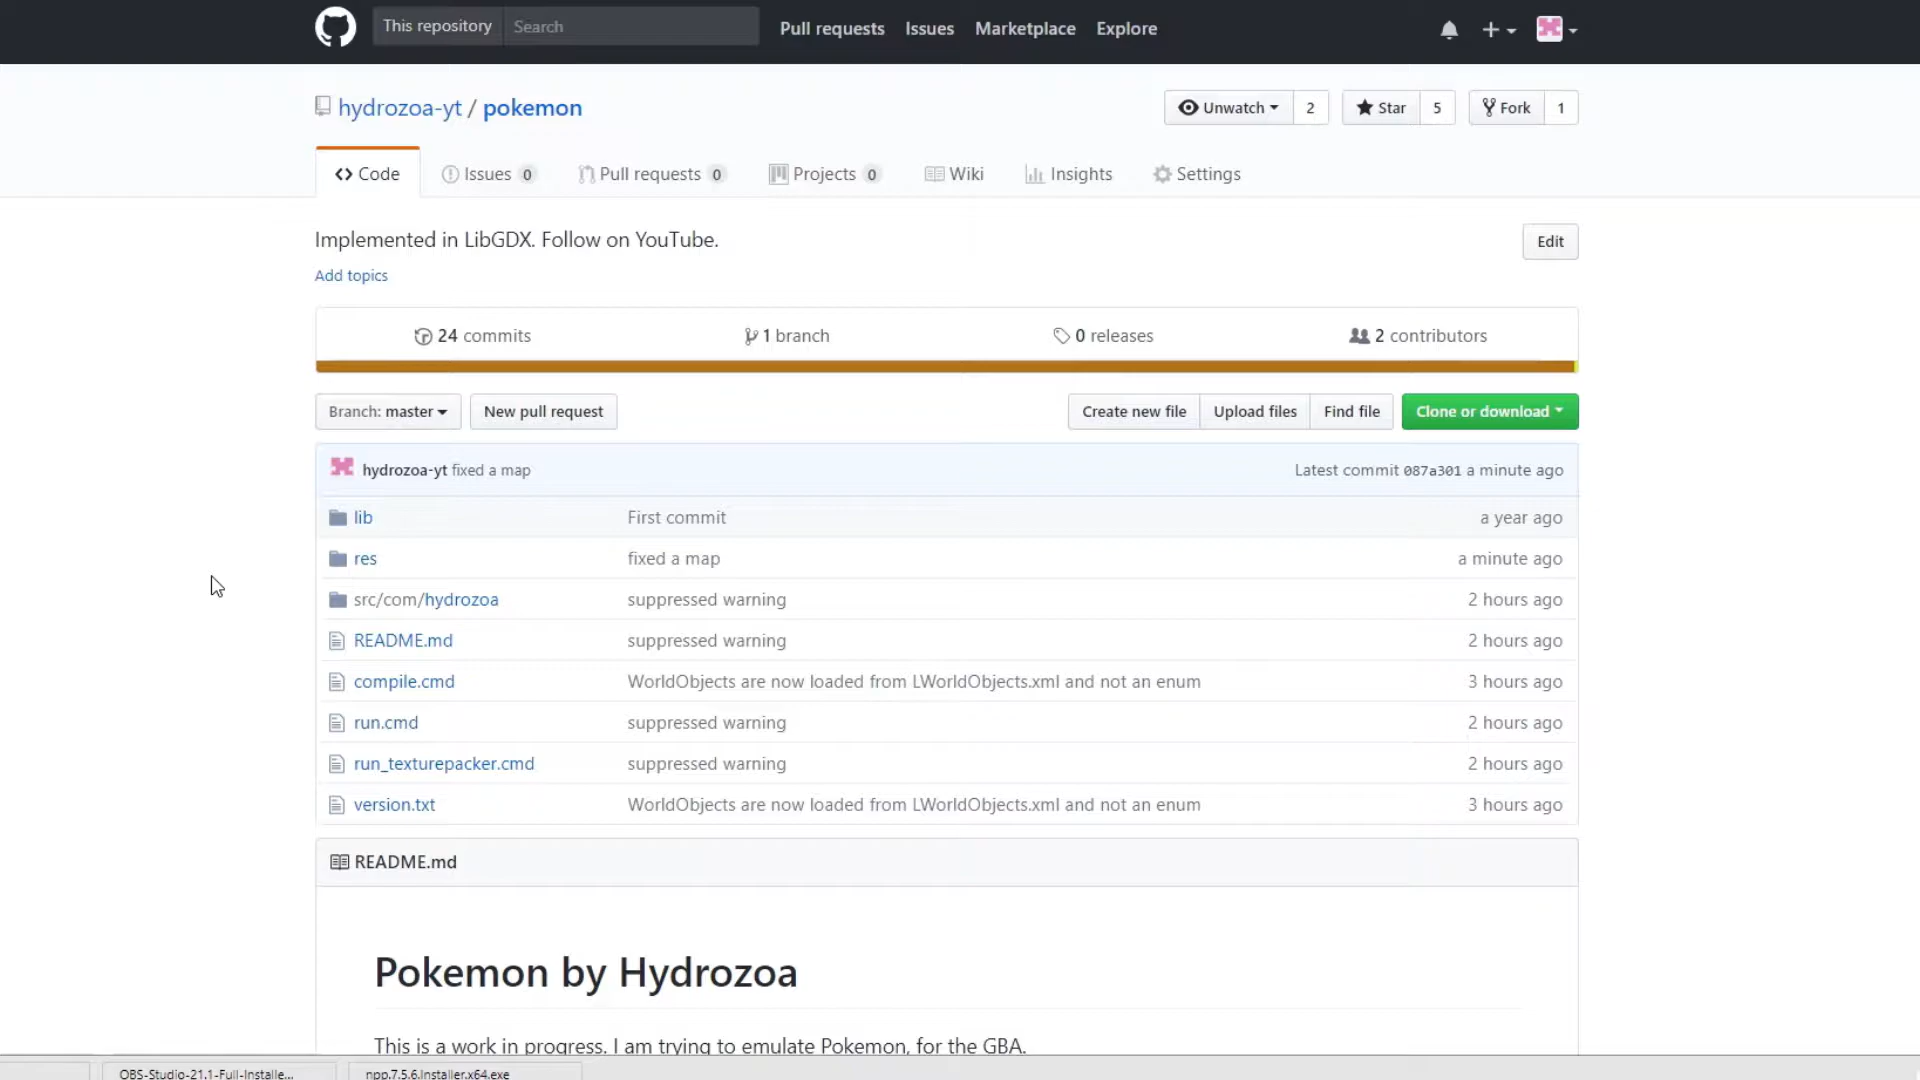 This repository Search Pull requests Issues Marketplace Explore
hydrozoa-yt / pokemon Unwatch 2 Star 5 Fork 1
Code Issues 0 Pull requests 0 Projects 0 Wiki Insights Settings
Implemented in LibGDX. Follow on YouTube. Edit
Add topics
24 commits 1 branch 0 releases 2 contributors
Branch: master New pull request Create new file Upload files Find file Clone or download
hydrozoa-yt fixed a map Latest commit 087a301 a minute ago
lib First commit a year ago
res fixed a map a minute ago
src/com/hydrozoa suppressed warning 2 hours ago
README.md suppressed warning 2 hours ago
compile.cmd WorldObjects are now loaded from LWorldObjects.xml and not an enum 3 hours ago
run.cmd suppressed warning 2 hours ago
run_texturepacker.cmd suppressed warning 2 hours ago
version.txt WorldObjects are now loaded from LWorldObjects.xml and not an enum 3 hours ago
README.md
Pokemon by Hydrozoa
This is a work in progress. I am trying to emulate Pokemon, for the GBA.
OBS-Studio-21.1-Full-Installe... npp.7.5.6.Installer.x64.exe